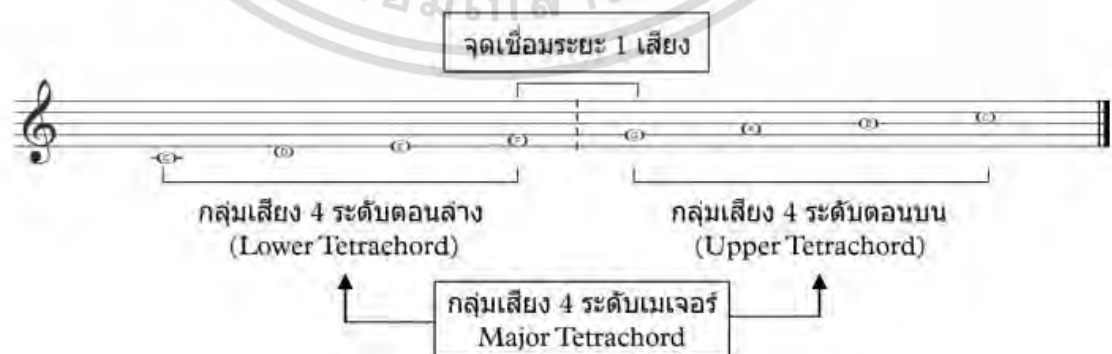 จุดเชื่อมระยะ 1 เสียง
C D E F G A B C
กลุ่มเสียง 4 ระดับตอนล่าง
(Lower Tetrachord)
กลุ่มเสียง 4 ระดับตอนบน
(Upper Tetrachord)
กลุ่มเสียง 4 ระดับเมเจอร์
Major Tetrachord